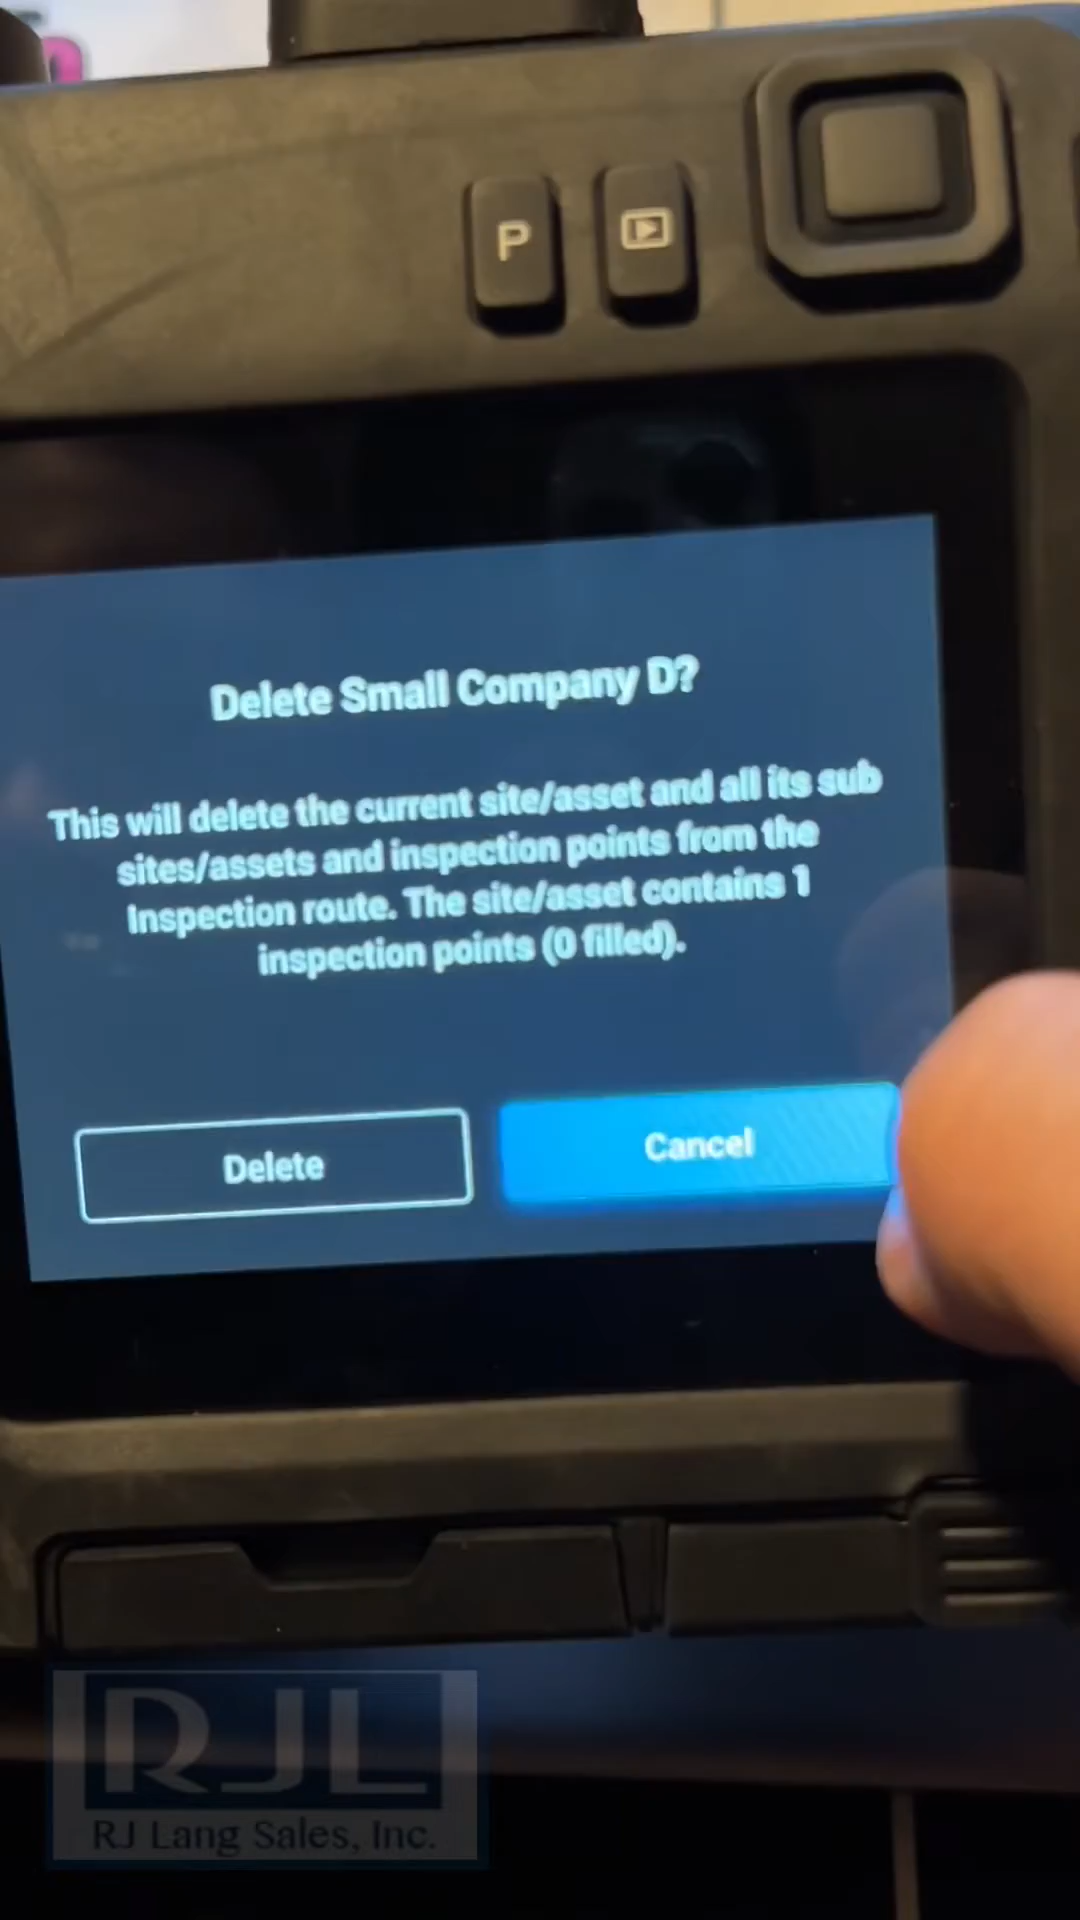 P
Delete Small Company D?
This will delete the current site/asset and all its sub
sites/assets and inspection points from the
Inspection route. The site/asset contains 1
inspection points (0 filled).
Delete
Cancel
RJL
RJ Lang Sales, Inc.